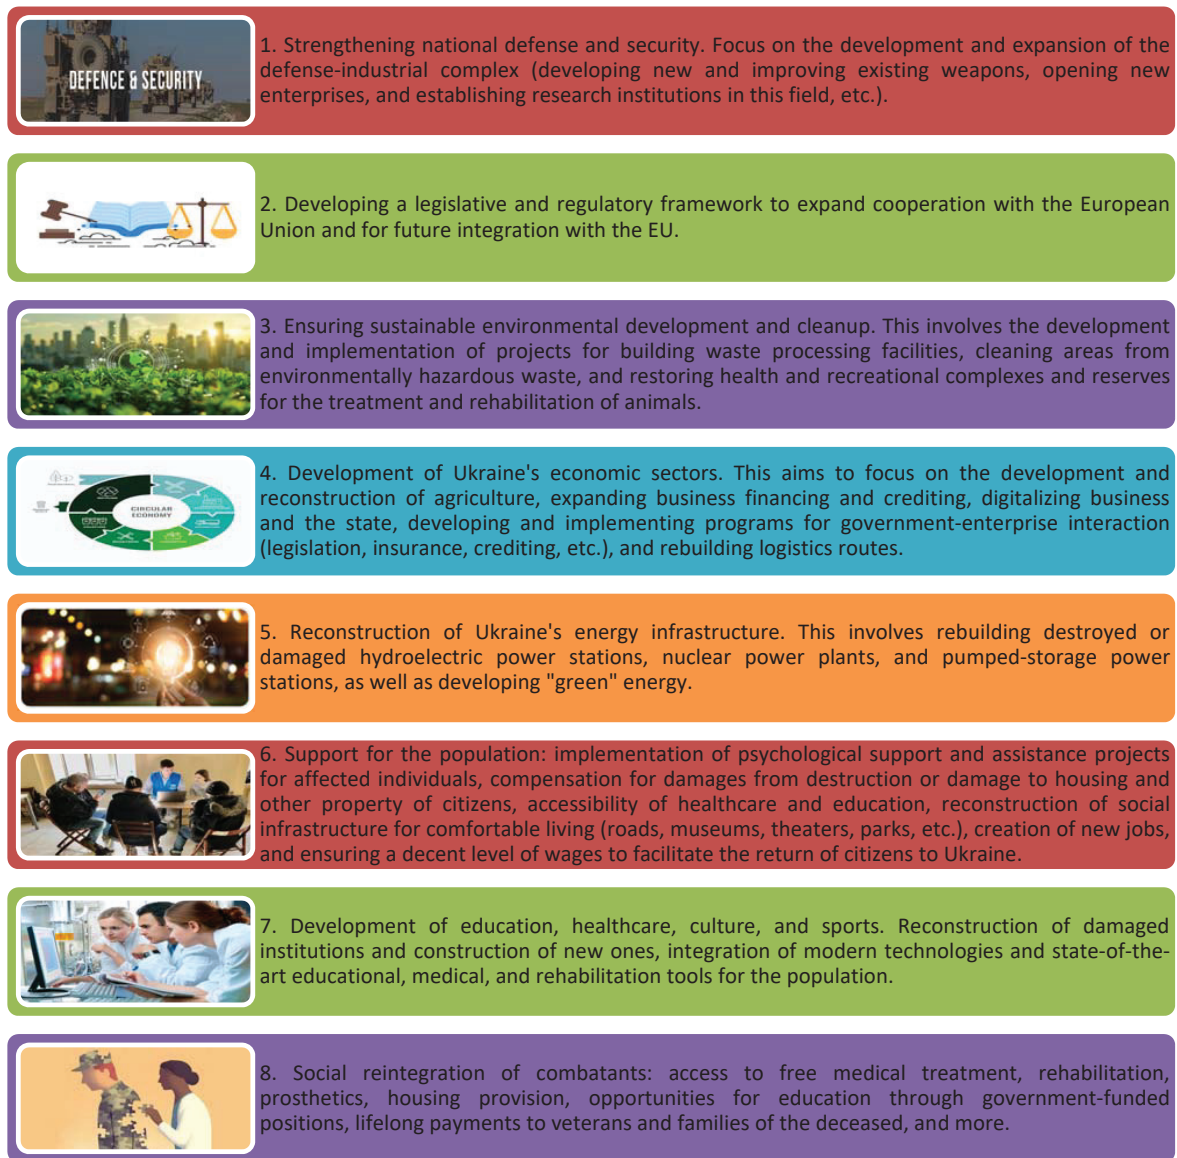 DEFENCE & SECURITY
1. Strengthening national defense and security. Focus on the development and expansion of the
defense-industrial complex (developing new and improving existing weapons, opening new
enterprises, and establishing research institutions in this field, etc.).
2. Developing a legislative and regulatory framework to expand cooperation with the European
Union and for future integration with the EU.
3. Ensuring sustainable environmental development and cleanup. This involves the development
and implementation of projects for building waste processing facilities, cleaning areas from
environmentally hazardous waste, and restoring health and recreational complexes and reserves
for the treatment and rehabilitation of animals.
CIRCULAR
ECONOMY
4. Development of Ukraine's economic sectors. This aims to focus on the development and
reconstruction of agriculture, expanding business financing and crediting, digitalizing business
and the state, developing and implementing programs for government-enterprise interaction
(legislation, insurance, crediting, etc.), and rebuilding logistics routes.
5. Reconstruction of Ukraine's energy infrastructure. This involves rebuilding destroyed or
damaged hydroelectric power stations, nuclear power plants, and pumped-storage power
stations, as well as developing "green" energy.
6. Support for the population: implementation of psychological support and assistance projects
for affected individuals, compensation for damages from destruction or damage to housing and
other property of citizens, accessibility of healthcare and education, reconstruction of social
infrastructure for comfortable living (roads, museums, theaters, parks, etc.), creation of new jobs,
and ensuring a decent level of wages to facilitate the return of citizens to Ukraine.
7. Development of education, healthcare, culture, and sports. Reconstruction of damaged
institutions and construction of new ones, integration of modern technologies and state-of-the-
art educational, medical, and rehabilitation tools for the population.
8. Social reintegration of combatants: access to free medical treatment, rehabilitation,
prosthetics, housing provision, opportunities for education through government-funded
positions, lifelong payments to veterans and families of the deceased, and more.